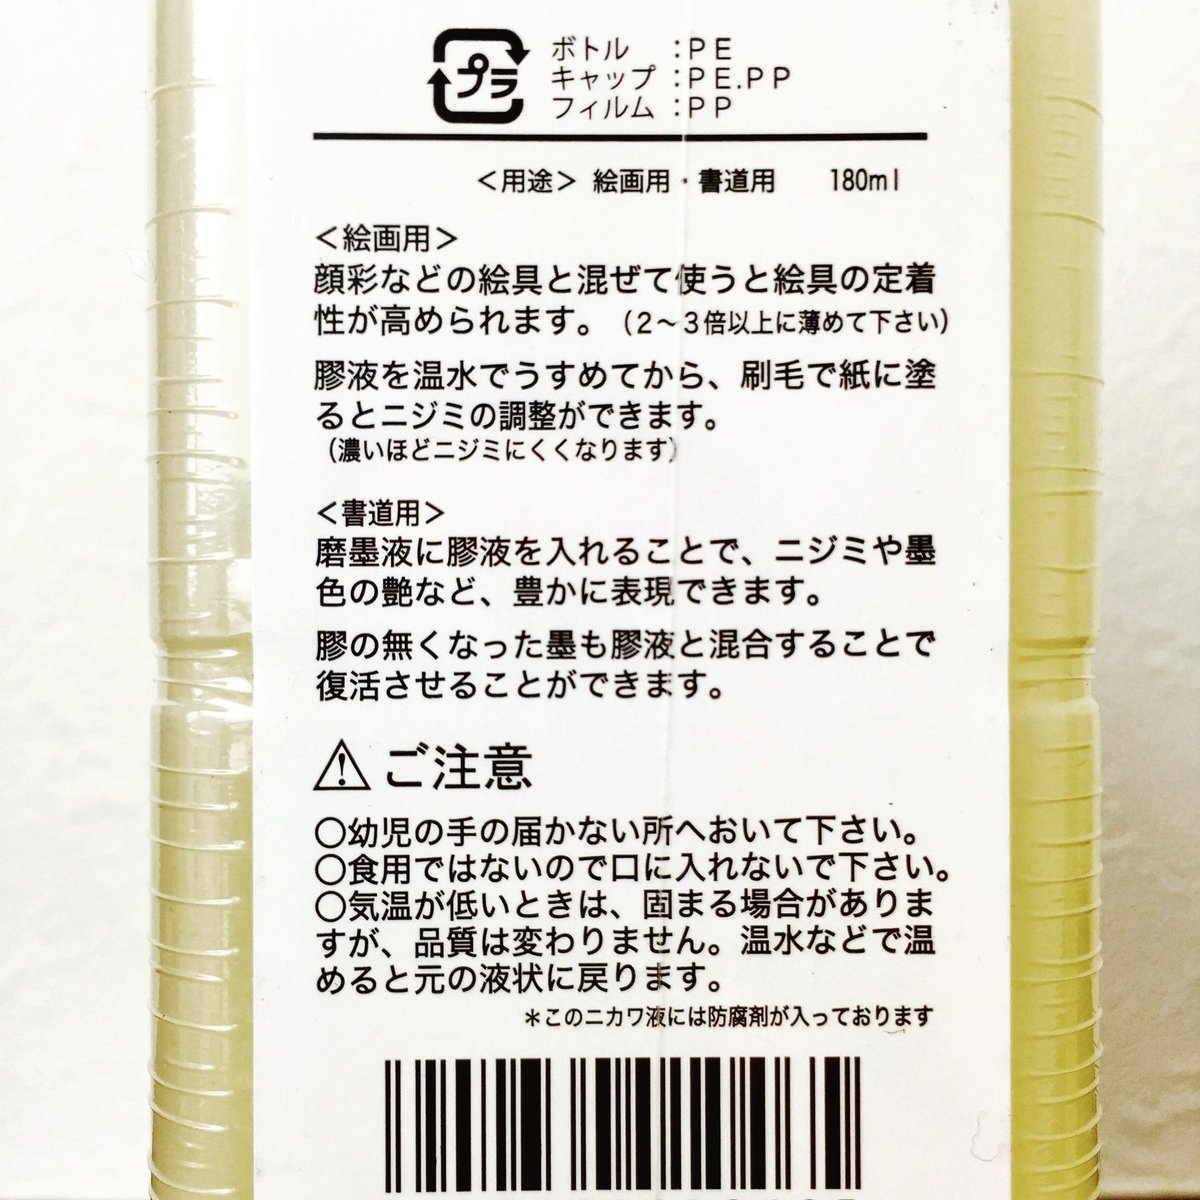 プラ
ボトル :PE
キャップ :PE.PP
フィルム :PP
＜用途＞ 絵画用・書道用 180ml
＜絵画用＞
顔彩などの絵具と混ぜて使うと絵具の定着
性が高められます。（２～３倍以上に薄めて下さい）
膠液を温水でうすめてから、刷毛で紙に塗
るとニジミの調整ができます。
（濃いほどニジミにくくなります）
＜書道用＞
磨墨液に膠液を入れることで、ニジミや墨
色の艶など、豊かに表現できます。
膠の無くなった墨も膠液と混合することで
復活させることができます。
ご注意
○幼児の手の届かない所へおいて下さい。
○食用ではないので口に入れないで下さい。
○気温が低いときは、固まる場合がありま
すが、品質は変わりません。温水などで温
めると元の液状に戻ります。
＊このニカワ液には防腐剤が入っております